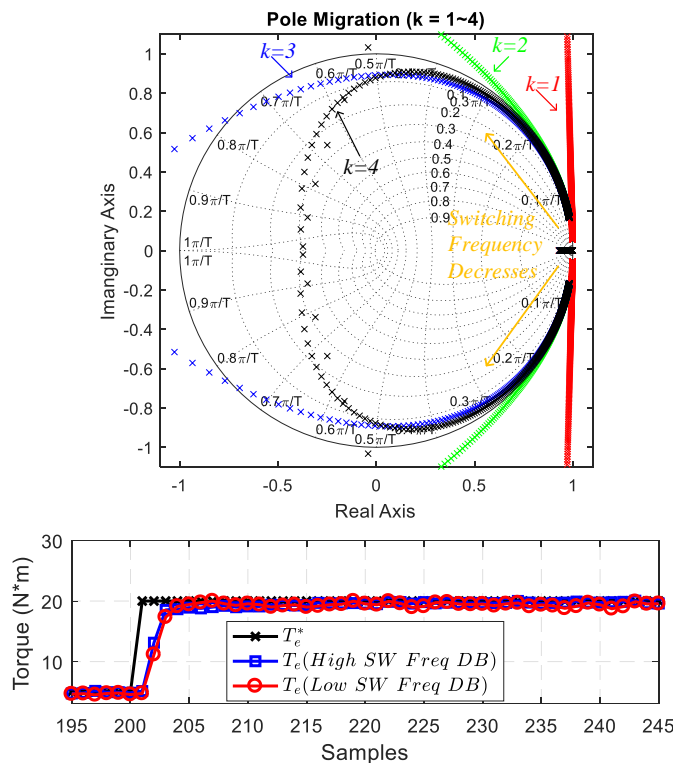 Pole Migration (k = 1~4)
k=3
k=2
k=1
k=4
0.5π/T
0.6π/T
0.7π/T
0.8π/T
0.9π/T
1π/T
1π/T
0.9π/T
0.8π/T
0.7π/T
0.6π/T
0.5π/T
0.3π/T
0.2π/T
0.1π/T
0.1π/T
0.2π/T
0.3π/T
0.1
0.2
0.3
0.4
0.5
0.6
0.7
0.8
0.9
Switching
Frequency
Decresses
1
0.8
0.6
0.4
0.2
0
-0.2
-0.4
-0.6
-0.8
-1
Imanginary Axis
-1 -0.5 0 0.5 1
Real Axis
30
20
10
Torque (N*m)
T_e^*
T_e(High SW Freq DB)
T_e(Low SW Freq DB)
195 200 205 210 215 220 225 230 235 240 245
Samples